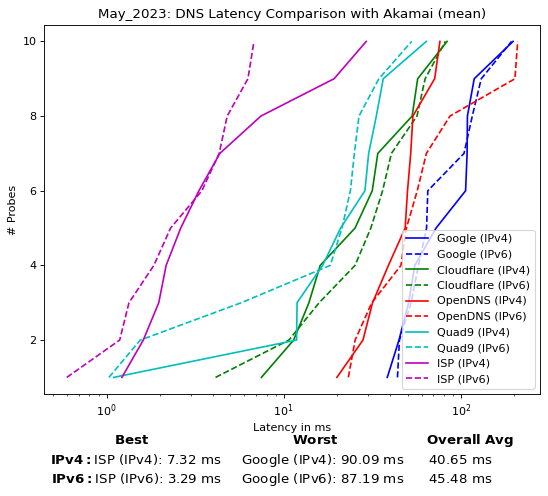 May_2023: DNS Latency Comparison with Akamai (mean)
10
8
6
4
2
# Probes
Google (IPv4)
Google (IPv6)
Cloudflare (IPv4)
Cloudflare (IPv6)
OpenDNS (IPv4)
OpenDNS (IPv6)
Quad9 (IPv4)
Quad9 (IPv6)
ISP (IPv4)
ISP (IPv6)
10⁰ 10¹ 10²
Latency in ms
Best Worst Overall Avg
IPv4: ISP (IPv4): 7.32 ms Google (IPv4): 90.09 ms 40.65 ms
IPv6: ISP (IPv6): 3.29 ms Google (IPv6): 87.19 ms 45.48 ms